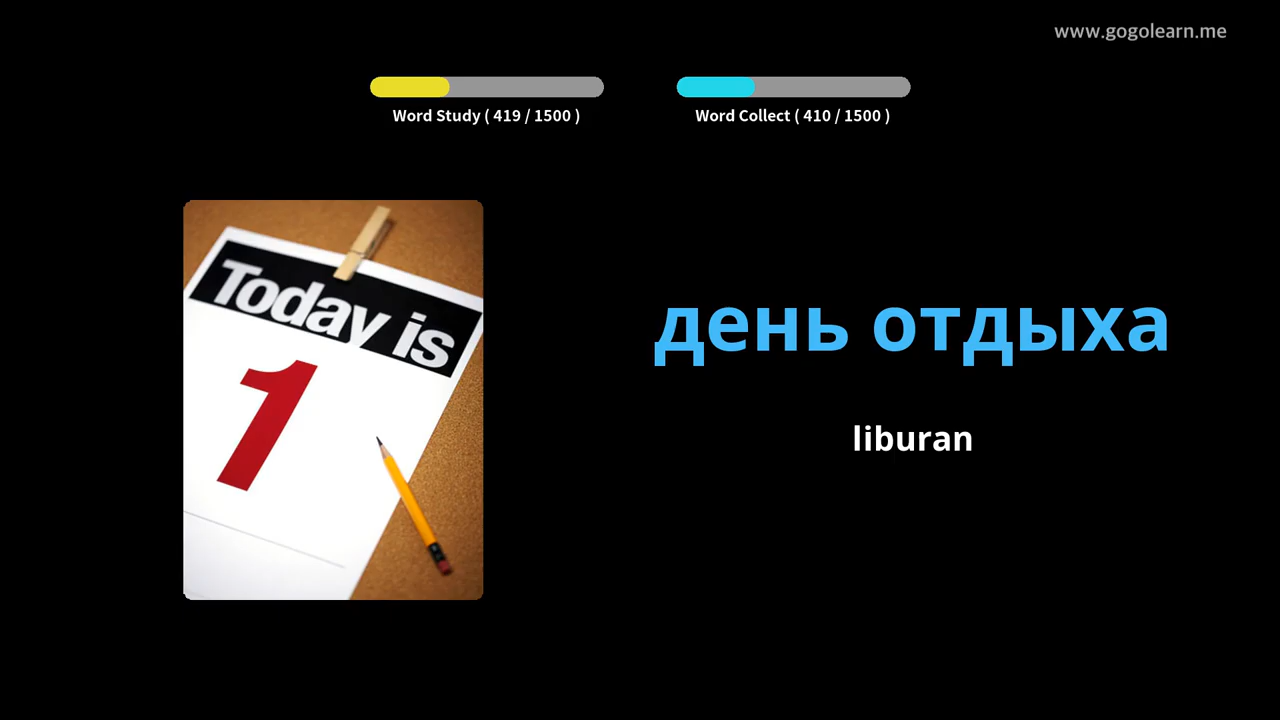 www.gogolearn.me
Word Study ( 419 / 1500 )
Word Collect ( 410 / 1500 )
Today is
1
день отдыха
liburan